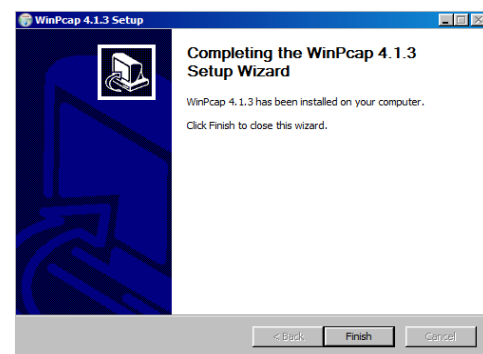 WinPcap 4.1.3 Setup
Completing the WinPcap 4.1.3
Setup Wizard
WinPcap 4.1.3 has been installed on your computer.
Click Finish to close this wizard.
< Back
Finish
Cancel